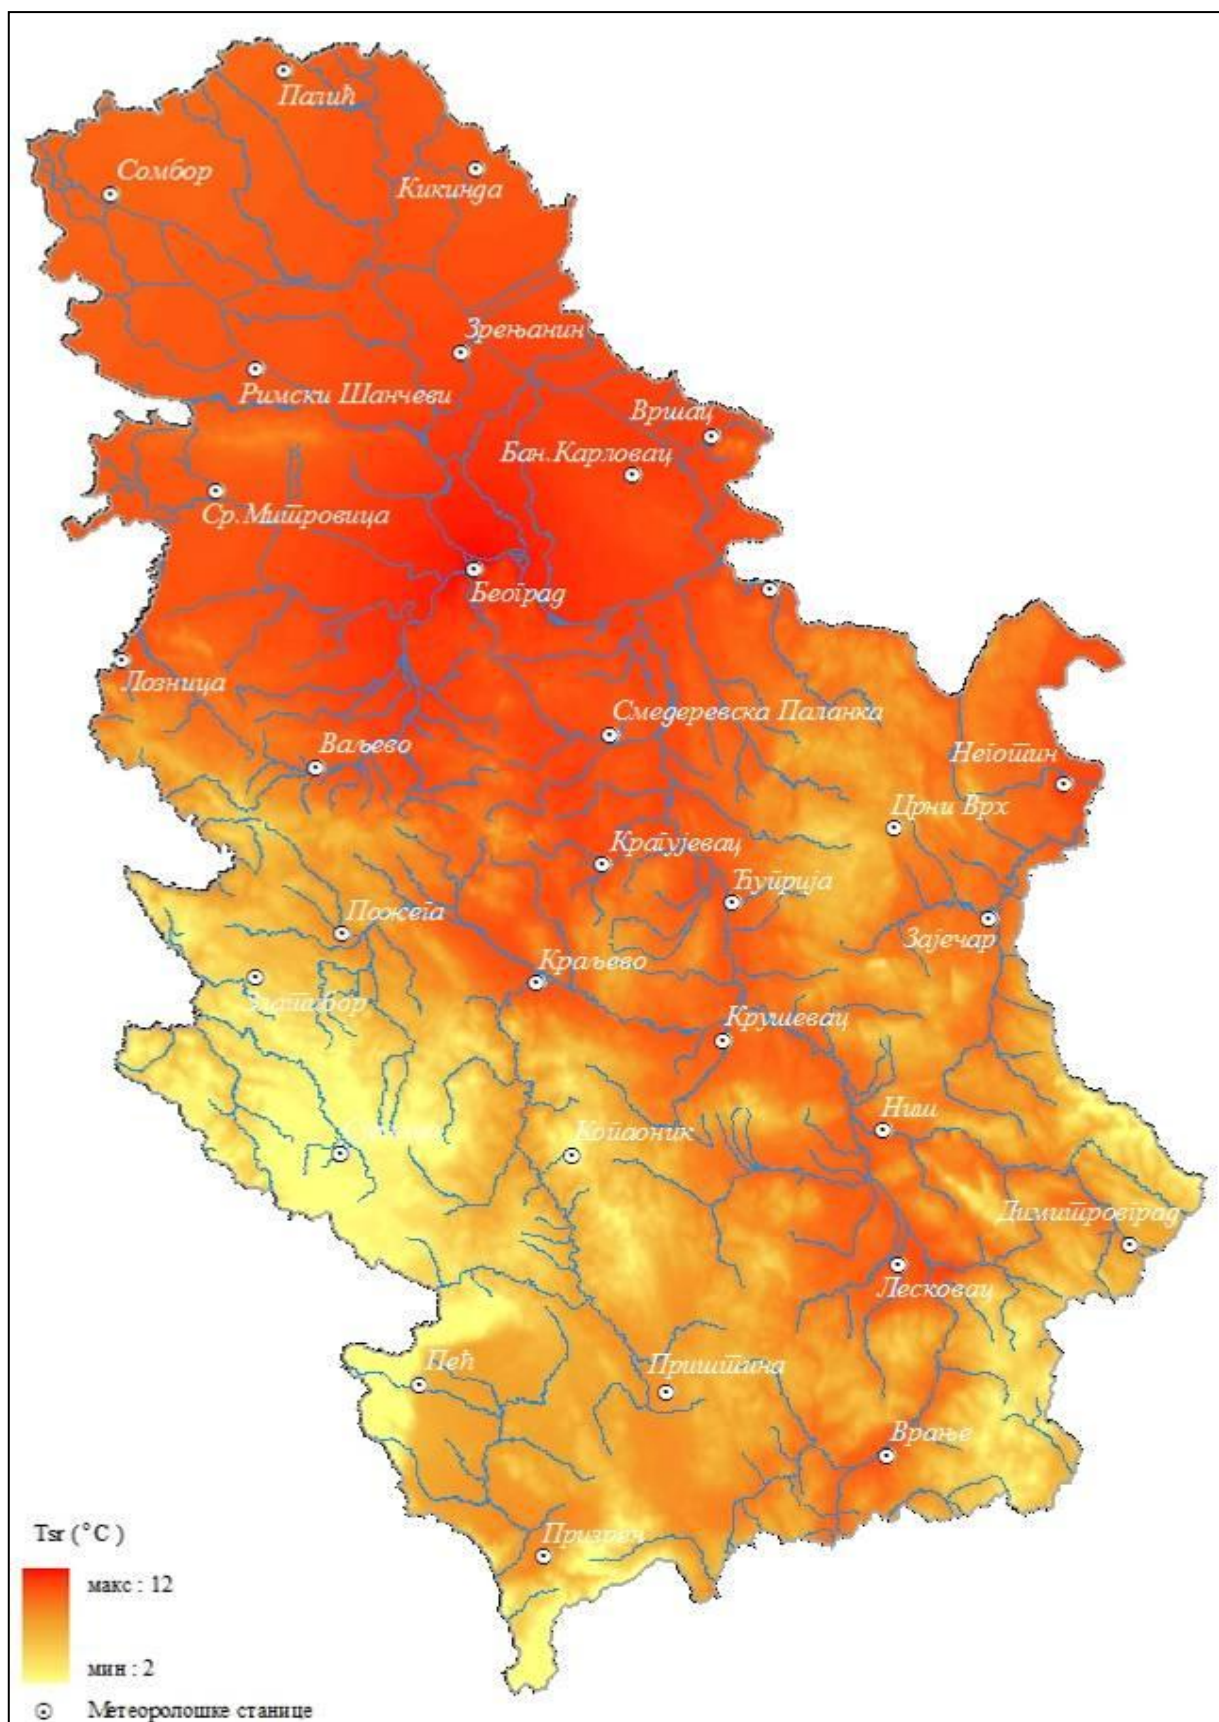 Палић
Сомбор
Кикинда
Зрењанин
Римски Шанчеви
Вршац
Бан.Карловац
Ср.Митровица
Београд
Лозница
Смедеревска Паланка
Ваљево
Неготин
Црни Врх
Крагујевац
Ћуприја
Пожега
Зајечар
Краљево
Златибор
Крушевац
Ниш
Копаоник
Димитровград
Лесковац
Пећ
Приштина
Врање
Призрен
Tsr (°C )
макс : 12
мин : 2
Метеоролошке станице